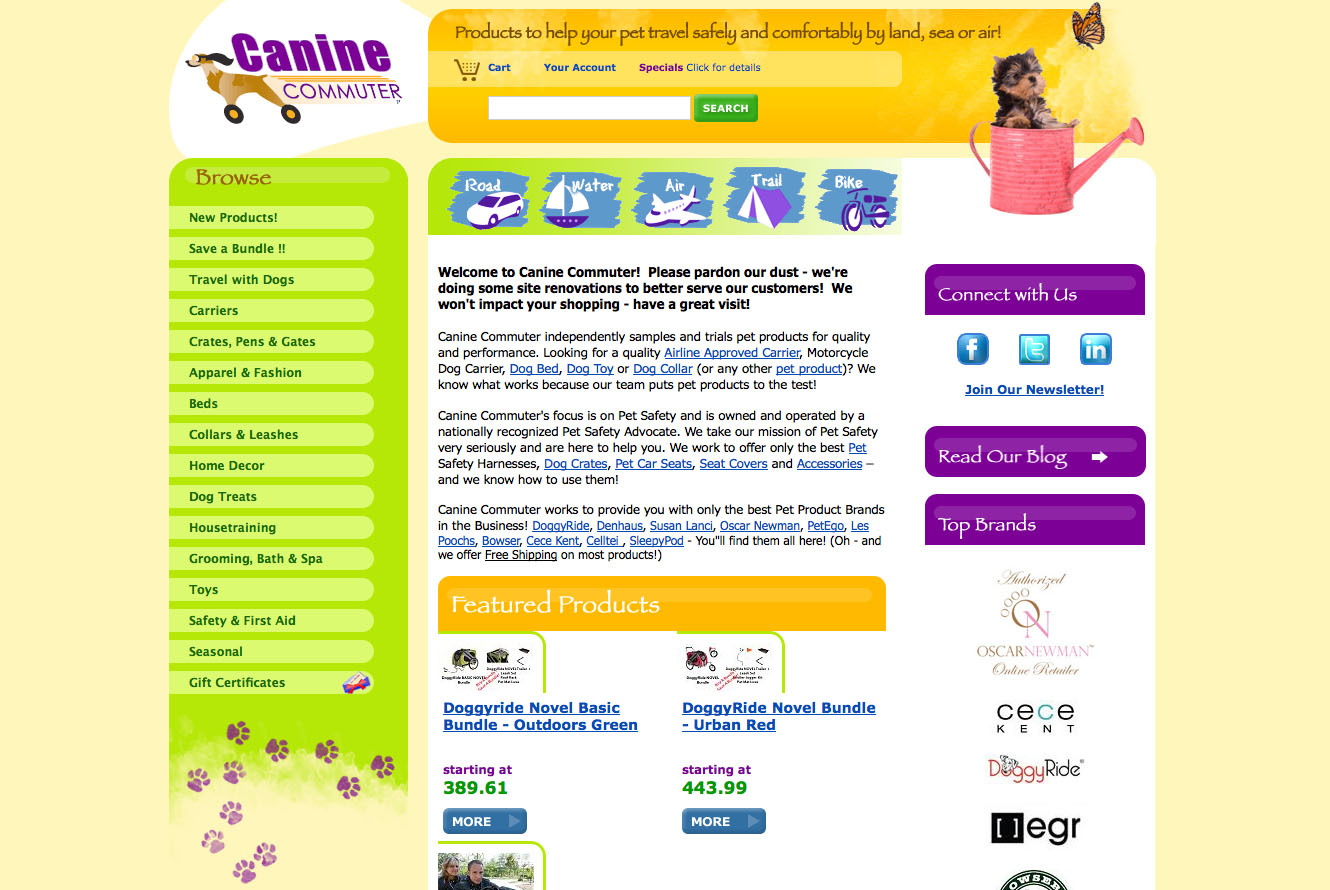 Canine
COMMUTER
Products to help your pet travel safely and comfortably by land, sea or air!
Cart
Your Account
Specials Click for details
SEARCH
Browse
New Products!
Save a Bundle !!
Travel with Dogs
Carriers
Crates, Pens & Gates
Apparel & Fashion
Beds
Collars & Leashes
Home Decor
Dog Treats
Housetraining
Grooming, Bath & Spa
Toys
Safety & First Aid
Seasonal
Gift Certificates
Road
Water
Air
Trail
Bike
Welcome to Canine Commuter!  Please pardon our dust - we're
doing some site renovations to better serve our customers!  We
won't impact your shopping - have a great visit!
Canine Commuter independently samples and trials pet products for quality
and performance. Looking for a quality Airline Approved Carrier, Motorcycle
Dog Carrier, Dog Bed, Dog Toy or Dog Collar (or any other pet product)? We
know what works because our team puts pet products to the test!
Canine Commuter's focus is on Pet Safety and is owned and operated by a
nationally recognized Pet Safety Advocate. We take our mission of Pet Safety
very seriously and are here to help you. We work to offer only the best Pet
Safety Harnesses, Dog Crates, Pet Car Seats, Seat Covers and Accessories –
and we know how to use them!
Canine Commuter works to provide you with only the best Pet Product Brands
in the Business! DoggyRide, Denhaus, Susan Lanci, Oscar Newman, PetEgo, Les
Poochs, Bowser, Cece Kent, Celltei , SleepyPod - You"ll find them all here! (Oh - and
we offer Free Shipping on most products!)
Featured Products
DoggyRide BASIC NOVEL
Bundle
DoggyRide NOVEL
Bundle
Doggyride Novel Basic
Bundle - Outdoors Green
starting at
389.61
MORE
DoggyRide Novel Bundle
- Urban Red
starting at
443.99
MORE
Connect with Us
Join Our Newsletter!
Read Our Blog
Top Brands
Authorized
ON
OSCARNEWMAN™
Online Retailer
CECE
KENT
DoggyRide®
[ ]egr